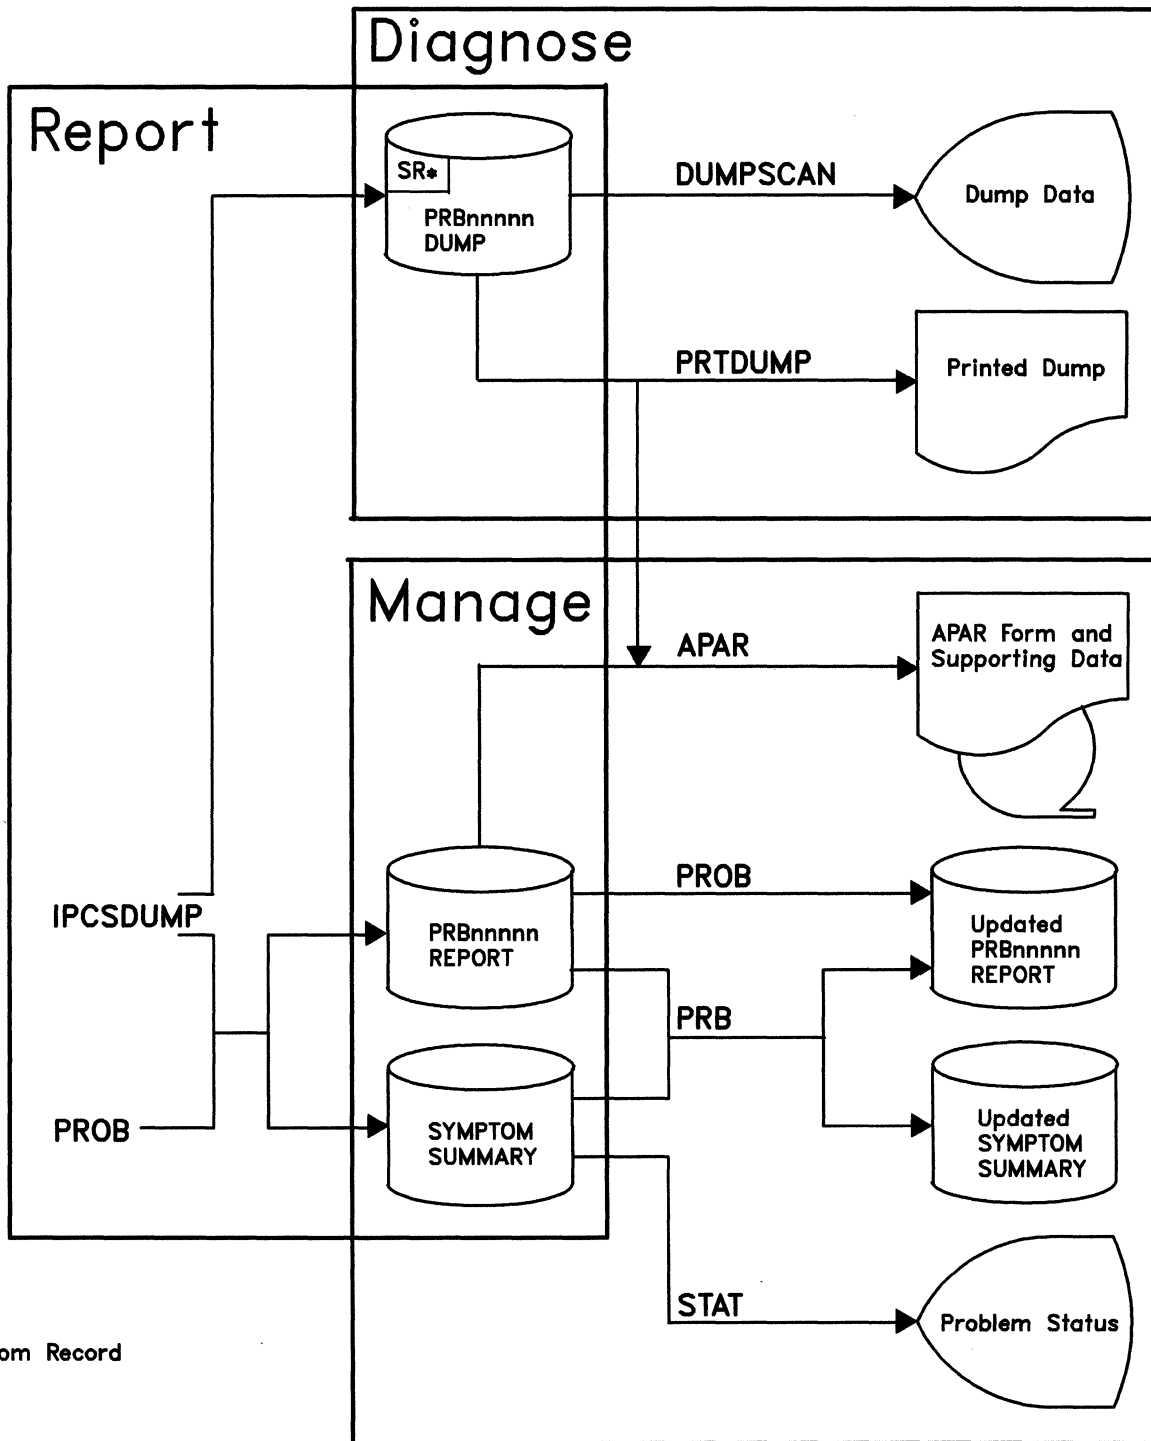 Diagnose
Report
SR*
PRBnnnnn
DUMP
DUMPSCAN
Dump Data
PRTDUMP
Printed Dump
Manage
APAR
APAR Form and
Supporting Data
IPCSDUMP
PRBnnnnn
REPORT
PROB
Updated
PRBnnnnn
REPORT
PRB
PROB
SYMPTOM
SUMMARY
Updated
SYMPTOM
SUMMARY
STAT
Problem Status
Record